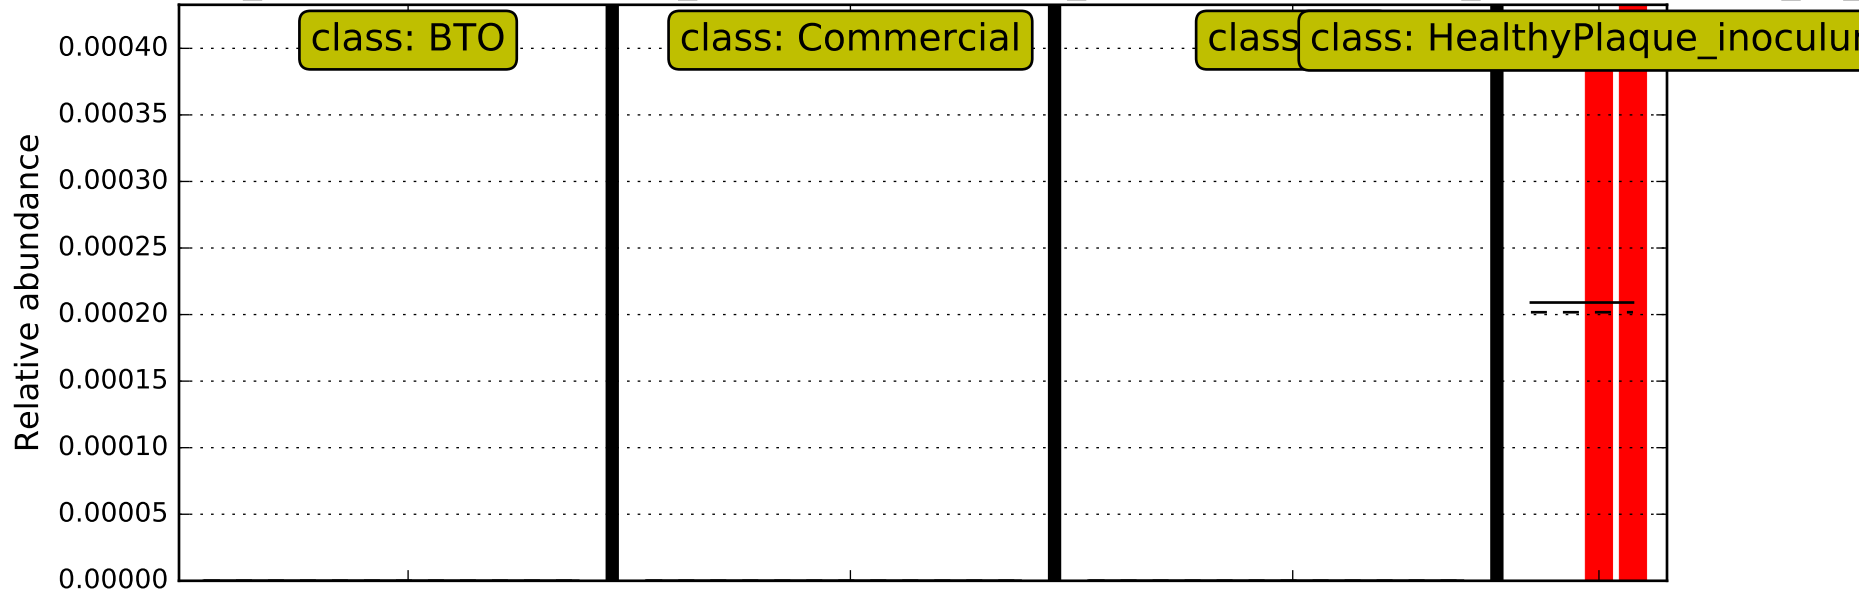 class: BTO
class: Commercial
class
class: HealthyPlaque_inoculu
0.00040
0.00035
0.00030
0.00025
0.00020
0.00015
0.00010
0.00005
0.00000
Relative abundance